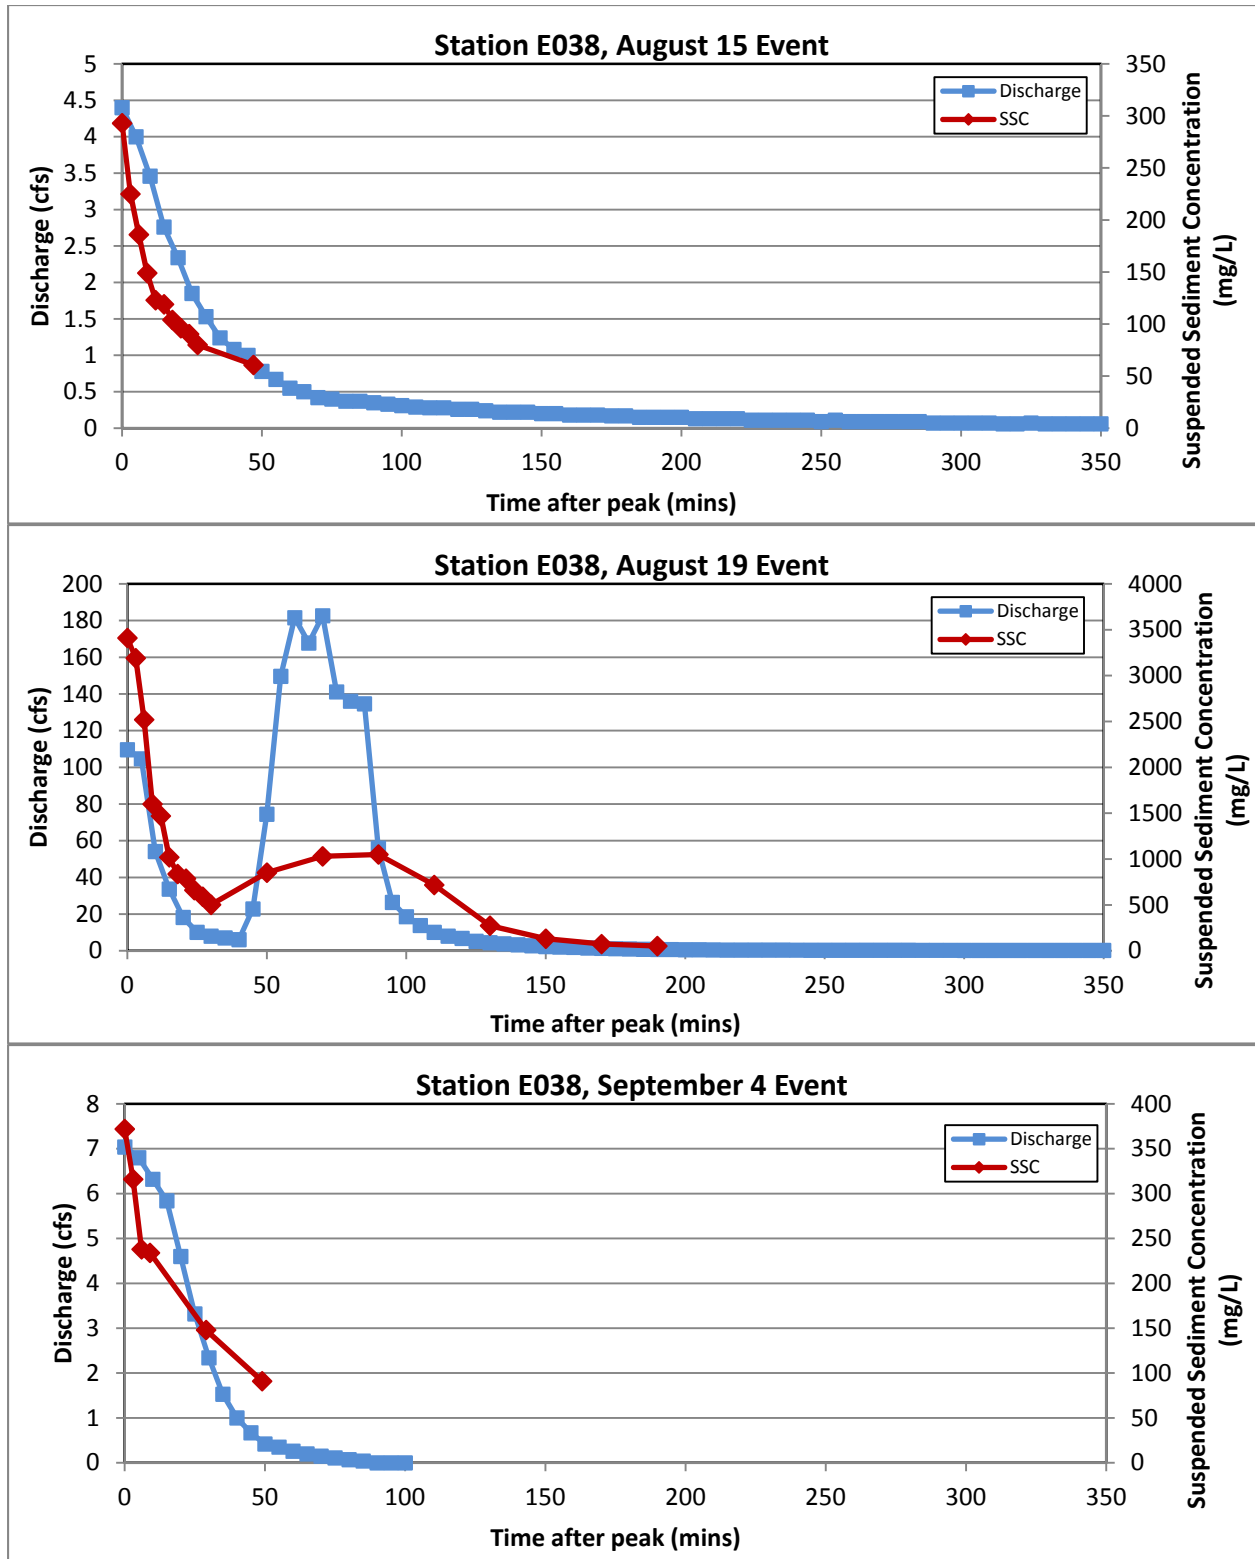 Station E038, August 15 Event
Discharge (cfs)
5
4.5
4
3.5
3
2.5
2
1.5
1
0.5
0
350
300
250
200
150
100
50
0
Suspended Sediment Concentration
(mg/L)
Discharge
SSC
0 50 100 150 200 250 300 350
Time after peak (mins)
Station E038, August 19 Event
Discharge (cfs)
200
180
160
140
120
100
80
60
40
20
0
4000
3500
3000
2500
2000
1500
1000
500
0
Suspended Sediment Concentration
(mg/L)
Discharge
SSC
0 50 100 150 200 250 300 350
Time after peak (mins)
Station E038, September 4 Event
Discharge (cfs)
8
7
6
5
4
3
2
1
0
400
350
300
250
200
150
100
50
0
Suspended Sediment Concentration
(mg/L)
Discharge
SSC
0 50 100 150 200 250 300 350
Time after peak (mins)